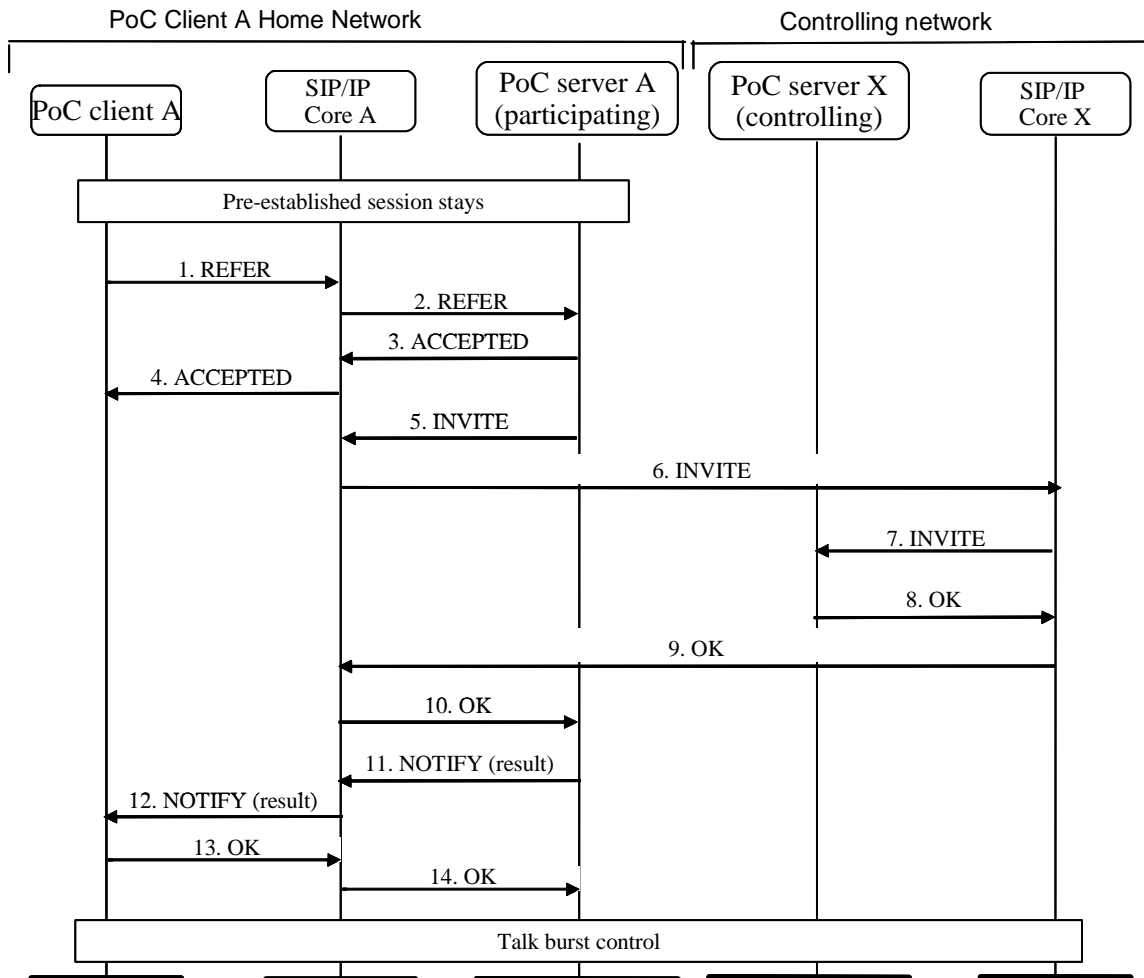 PoC Client A Home Network
Controlling network
PoC client A
SIP/IP
Core A
PoC server A
(participating)
PoC server X
(controlling)
SIP/IP
Core X
Pre-established session stays
1. REFER
2. REFER
3. ACCEPTED
4. ACCEPTED
5. INVITE
6. INVITE
7. INVITE
8. OK
9. OK
10. OK
11. NOTIFY (result)
12. NOTIFY (result)
13. OK
14. OK
Talk burst control